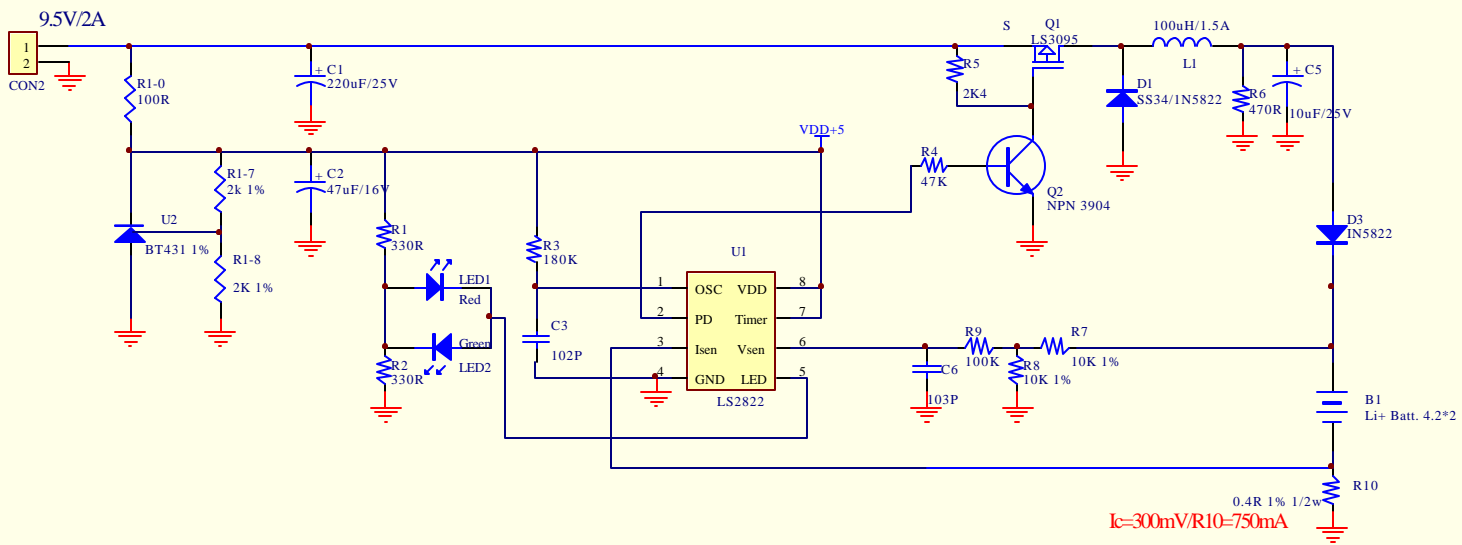 9.5V/2A
1
2
CON2
R1-0
100R
C1
220uF/25V
+
S
Q1
LS3095
100uH/1.5A
L1
R5
2K4
D1
SS34/1N5822
R6
470R
+
C5
10uF/25V
VDD+5
R4
47K
Q2
NPN 3904
R1-7
2k 1%
+
C2
47uF/16V
U2
BT431 1%
R1-8
2K 1%
R1
330R
R3
180K
LED1
Red
Green
LED2
R2
330R
C3
102P
U1
1
OSC
VDD
8
2
PD
Timer
7
3
Isen
Vsen
6
4
GND
LED
5
LS2822
D3
IN5822
R9
100K
R7
10K 1%
R8
10K 1%
C6
103P
B1
Li+ Batt. 4.2*2
R10
0.4R 1% 1/2w
Ic=300mV/R10=750mA